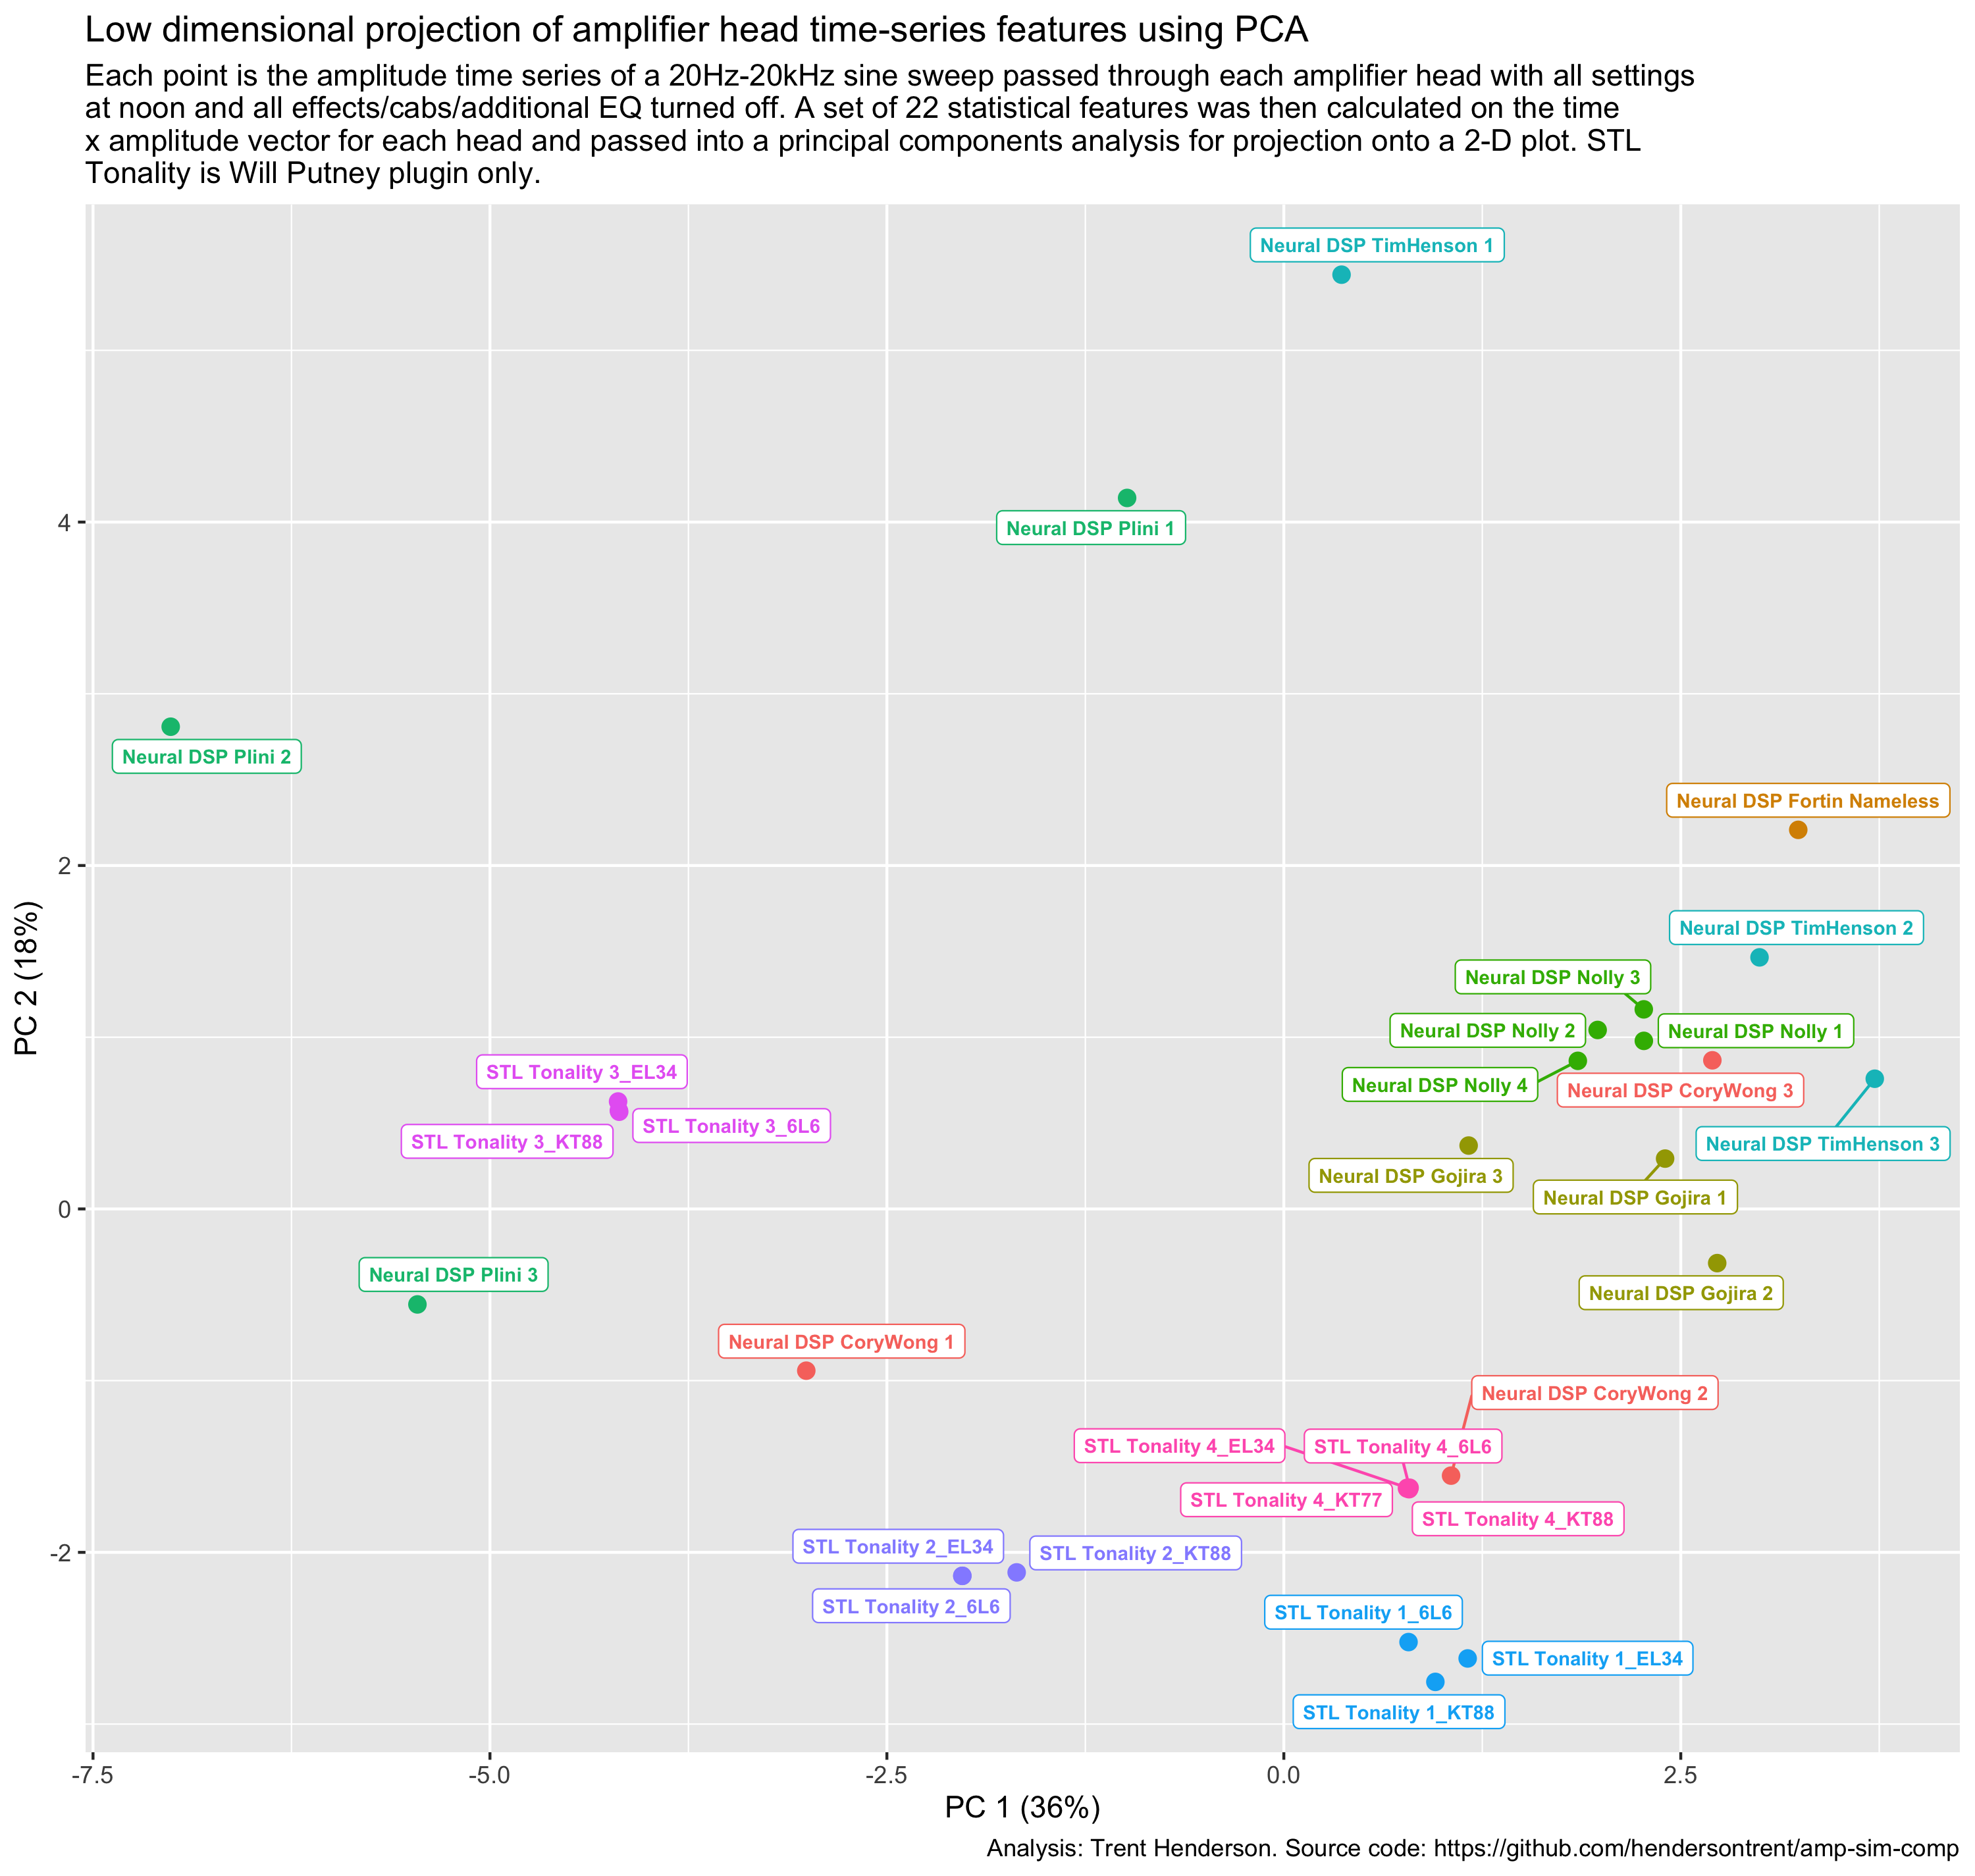 Low dimensional projection of amplifier head time-series features using PCA
Each point is the amplitude time series of a 20Hz-20kHz sine sweep passed through each amplifier head with all settings
at noon and all effects/cabs/additional EQ turned off. A set of 22 statistical features was then calculated on the time
x amplitude vector for each head and passed into a principal components analysis for projection onto a 2-D plot. STL
Tonality is Will Putney plugin only.
Neural DSP TimHenson 1
4
Neural DSP Plini 1
Neural DSP Plini 2
Neural DSP Fortin Nameless
2
Neural DSP TimHenson 2
Neural DSP Nolly 3
Neural DSP Nolly 2
Neural DSP Nolly 1
PC 2 (18%)
STL Tonality 3_EL34
Neural DSP Nolly 4
Neural DSP CoryWong 3
STL Tonality 3_6L6
STL Tonality 3_KT88
Neural DSP TimHenson 3
Neural DSP Gojira 3
Neural DSP Gojira 1
0
Neural DSP Plini 3
Neural DSP Gojira 2
Neural DSP CoryWong 1
Neural DSP CoryWong 2
STL Tonality 4_EL34
STL Tonality 4_6L6
STL Tonality 4_KT77
STL Tonality 4_KT88
-2
STL Tonality 2_EL34
STL Tonality 2_KT88
STL Tonality 2_6L6
STL Tonality 1_6L6
STL Tonality 1_EL34
STL Tonality 1_KT88
-7.5
-5.0
-2.5
0.0
2.5
PC 1 (36%)
Analysis: Trent Henderson. Source code: https://github.com/hendersontrent/amp-sim-comp